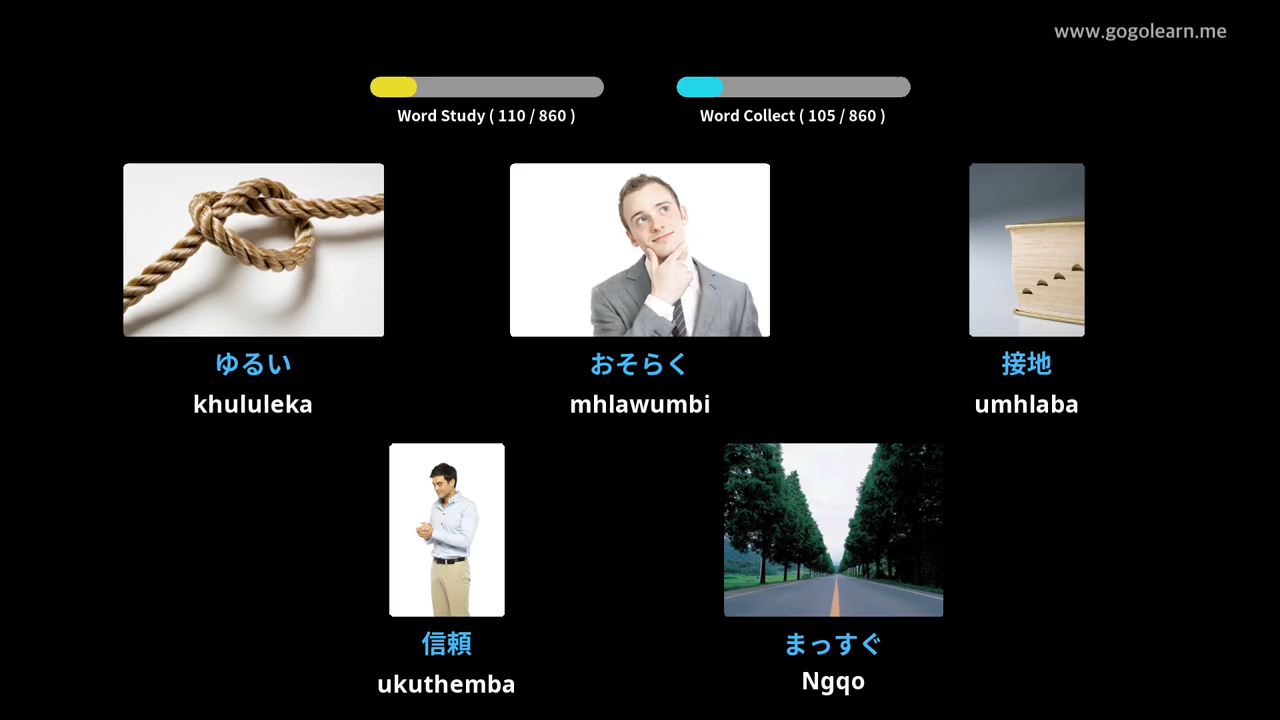 www.gogolearn.me
Word Study ( 110 / 860 )
Word Collect ( 105 / 860 )
ゆるい
khululeka
おそらく
mhlawumbi
接地
umhlaba
信頼
ukuthemba
まっすぐ
Ngqo